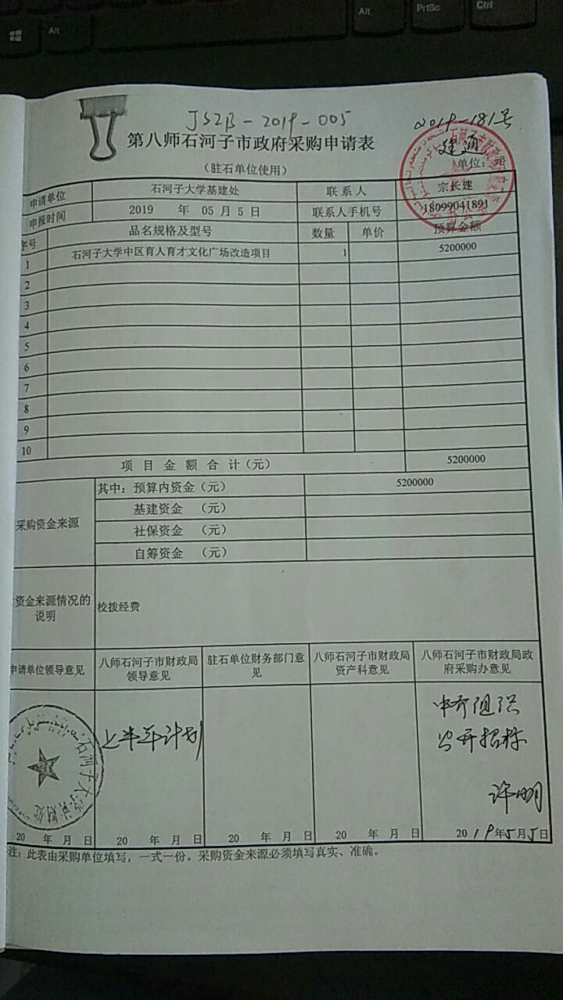 Alt
Alt
PrtSc
Ctrl
JSZB-2019-005
2019-181号
建通
第八师石河子市政府采购申请表
（驻石单位使用）
单位：元
申请单位 石河子大学基建处 联系人 宗长建
申报时间 2019 年 05 月 5 日 联系人手机号 18099041891
序号 品名规格及型号 数量 单价 预算金额
1 石河子大学中区育人育才文化广场改造项目 1 5200000
2
3
4
5
6
7
8
9
10
项目金额合计（元） 5200000
采购资金来源
其中：预算内资金（元） 5200000
基建资金 （元）
社保资金 （元）
自筹资金 （元）
资金来源情况的说明 校拨经费
申请单位领导意见 八师石河子市财政局领导意见 驻石单位财务部门意见 八师石河子市财政局资产科意见 八师石河子市财政局政府采购办意见
石河子大学计财处
上半年计划
中介组织
公开招标
许明
20 年 月 日 20 年 月 日 20 年 月 日 20 年 月 日 2019年5月5日
注：此表由采购单位填写，一式一份。采购资金来源必须填写真实、准确。